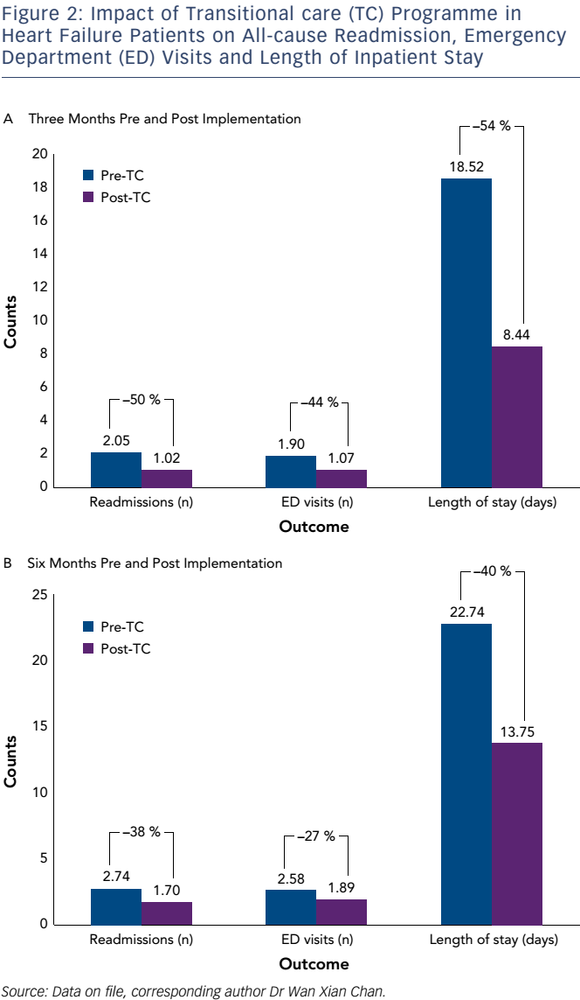 Figure 2: Impact of Transitional care (TC) Programme in
Heart Failure Patients on All-cause Readmission, Emergency
Department (ED) Visits and Length of Inpatient Stay
A Three Months Pre and Post Implementation
–54 %
20
18.52
Pre-TC
18
Post-TC
16
14
12
10
Counts
8.44
8
6
–50 %
–44 %
4
2.05
1.02
1.90
1.07
2
0
Readmissions (n)
ED visits (n)
Length of stay (days)
Outcome
B Six Months Pre and Post Implementation
–40 %
25
22.74
Pre-TC
Post-TC
20
15
13.75
Counts
10
–38 %
–27 %
5
2.74
1.70
2.58
1.89
0
Readmissions (n)
ED visits (n)
Length of stay (days)
Outcome
Source: Data on file, corresponding author Dr Wan Xian Chan.